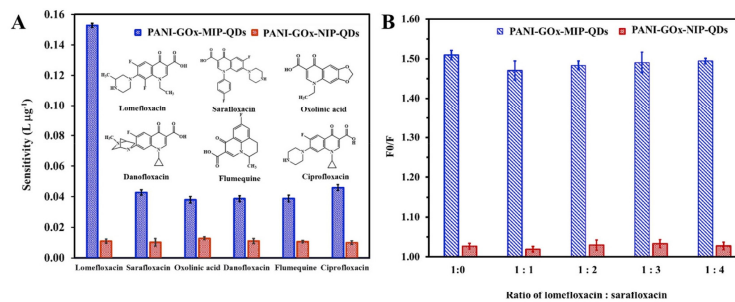 A
PANI-GOx-MIP-QDs
PANI-GOx-NIP-QDs
Sensitivity (L μg⁻¹)
0.16
0.14
0.12
0.10
0.08
0.06
0.04
0.02
0.00
Lomefloxacin
Sarafloxacin
Oxolinic acid
Danofloxacin
Flumequine
Ciprofloxacin
Lomefloxacin
Sarafloxacin
Oxolinic acid
Danofloxacin
Flumequine
Ciprofloxacin
B
PANI-GOx-MIP-QDs
PANI-GOx-NIP-QDs
F0/F
1.60
1.50
1.40
1.30
1.20
1.10
1.00
1:0
1 : 1
1 : 2
1 : 3
1 : 4
Ratio of lomefloxacin : sarafloxacin